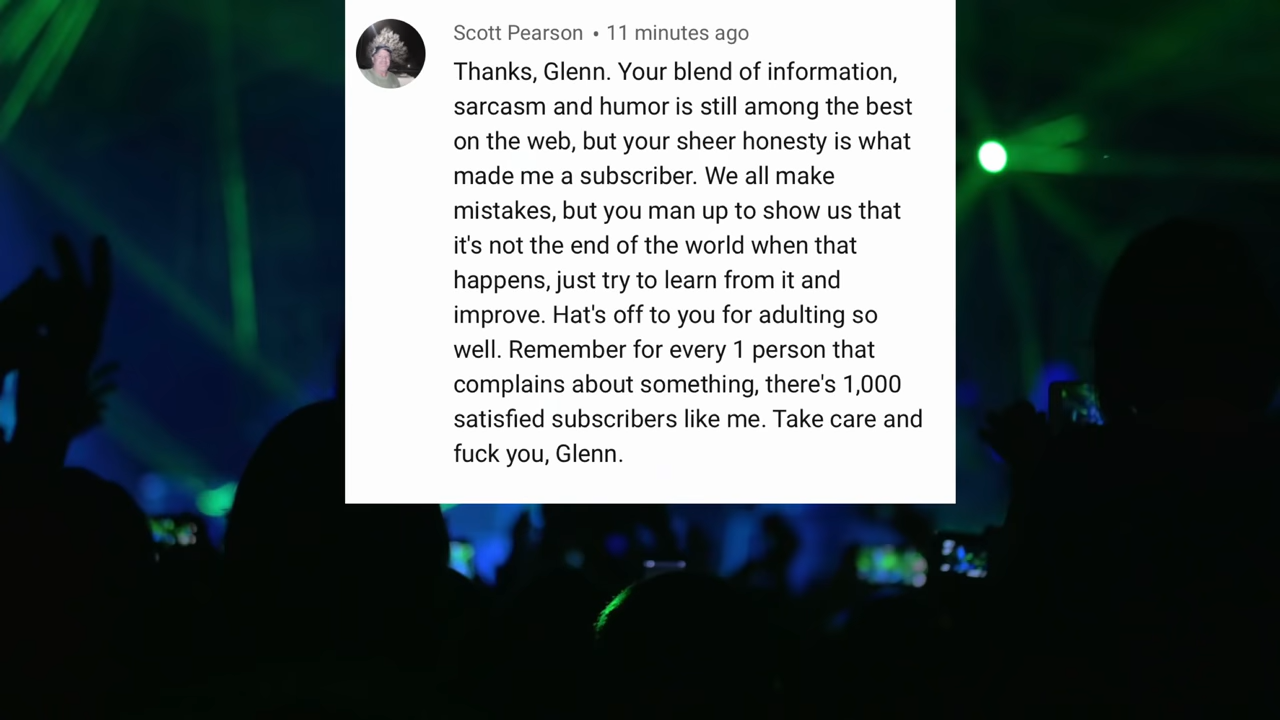 Scott Pearson • 11 minutes ago
Thanks, Glenn. Your blend of information,
sarcasm and humor is still among the best
on the web, but your sheer honesty is what
made me a subscriber. We all make
mistakes, but you man up to show us that
it's not the end of the world when that
happens, just try to learn from it and
improve. Hat's off to you for adulting so
well. Remember for every 1 person that
complains about something, there's 1,000
satisfied subscribers like me. Take care and
fuck you, Glenn.